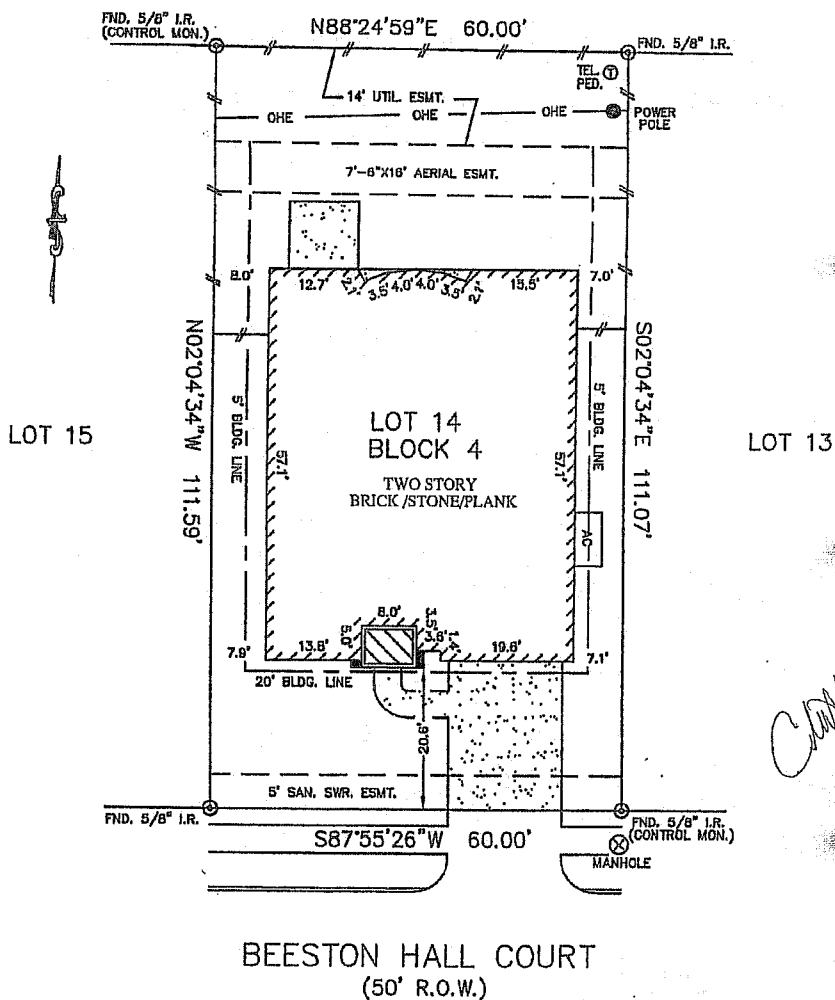 FND. 5/8" I.R.
(CONTROL MON.)
N88°24'59"E 60.00'
FND. 5/8" I.R.
TEL. T
PED.
14' UTIL. ESMT.
OHE OHE OHE
POWER
POLE
7'-6"X16' AERIAL ESMT.
8.0'
12.7'
2.1'
3.5'
4.0'
4.0'
3.5'
2.1'
15.5'
7.0'
N02°04'34"W 111.59'
S02°04'34"E 111.07'
5' BLDG. LINE
5' BLDG. LINE
LOT 15
LOT 14
BLOCK 4
LOT 13
57.1'
57.1'
TWO STORY
BRICK /STONE/PLANK
AC
8.0'
5.0'
3.5'
3.6'
1.4'
7.9'
13.8'
19.6'
7.1'
20' BLDG. LINE
20.6'
5' SAN. SWR. ESMT.
FND. 5/8" I.R.
FND. 5/8" I.R.
(CONTROL MON.)
S87°55'26"W 60.00'
MANHOLE
BEESTON HALL COURT
(50' R.O.W.)